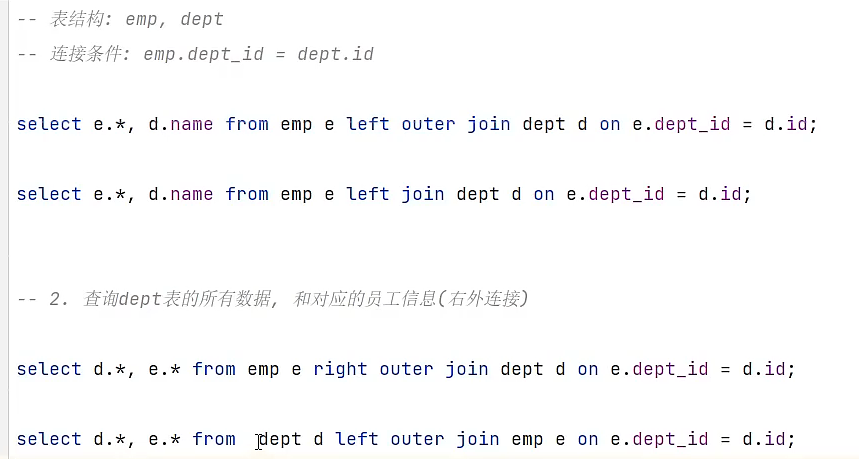 -- 表结构: emp, dept
-- 连接条件: emp.dept_id = dept.id
select e.*, d.name from emp e left outer join dept d on e.dept_id = d.id;
select e.*, d.name from emp e left join dept d on e.dept_id = d.id;
-- 2. 查询dept表的所有数据, 和对应的员工信息(右外连接)
select d.*, e.* from emp e right outer join dept d on e.dept_id = d.id;
select d.*, e.* from  dept d left outer join emp e on e.dept_id = d.id;